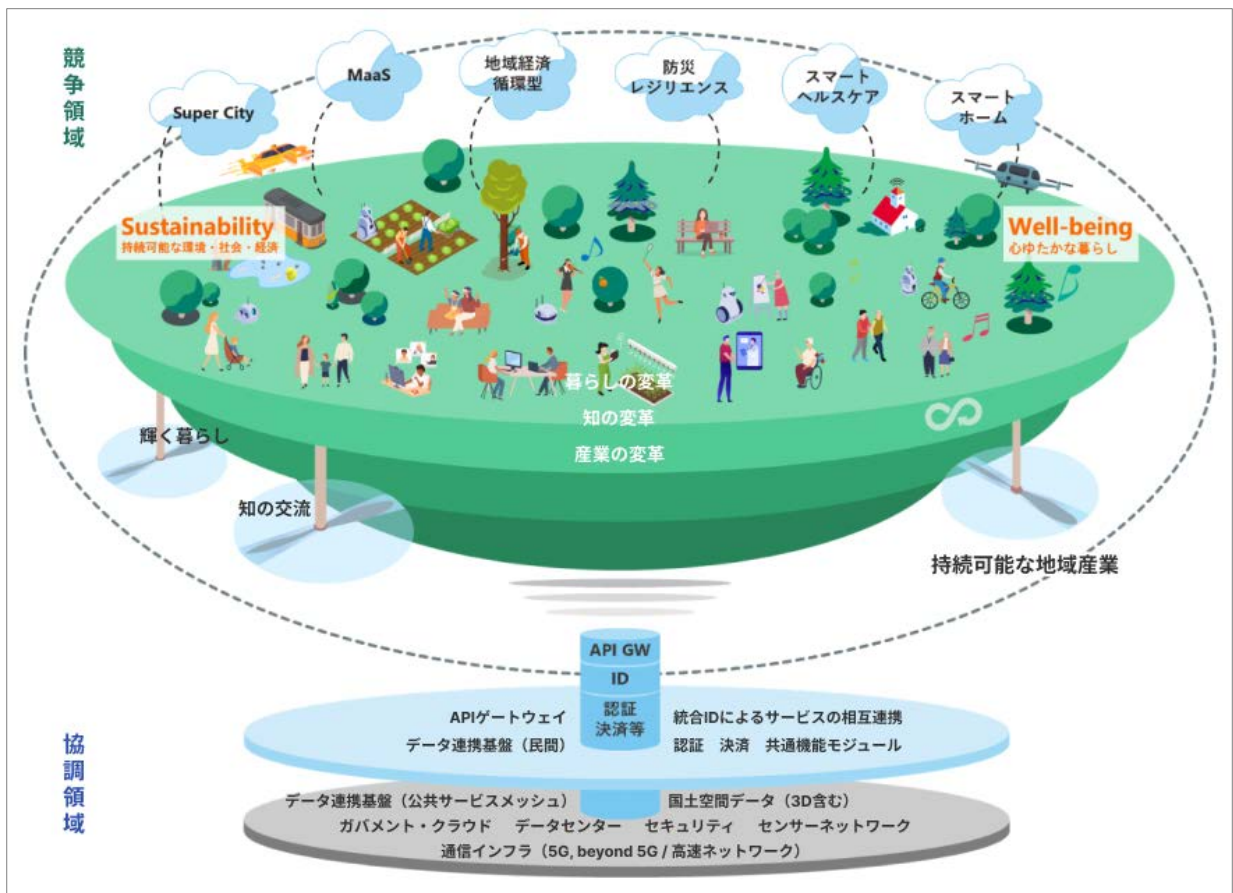 競争領域
Super City
MaaS
地域経済
循環型
防災
レジリエンス
スマート
ヘルスケア
スマート
ホーム
Sustainability
持続可能な環境・社会・経済
Well-being
心ゆたかな暮らし
暮らしの変革
知の変革
産業の変革
輝く暮らし
知の交流
持続可能な地域産業
協調領域
API GW
ID
認証
決済等
APIゲートウェイ
統合IDによるサービスの相互連携
データ連携基盤（民間）
認証 決済 共通機能モジュール
データ連携基盤（公共サービスメッシュ）
国土空間データ（3D含む）
ガバメント・クラウド データセンター セキュリティ センサーネットワーク
通信インフラ（5G, beyond 5G / 高速ネットワーク）